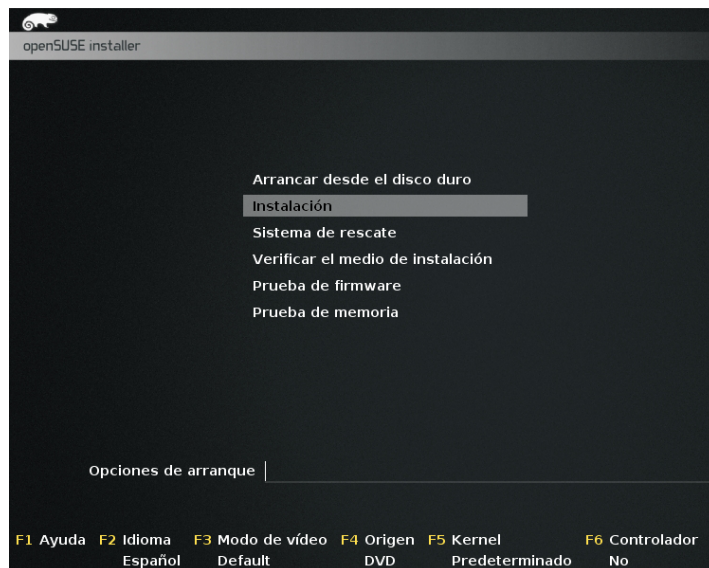 openSUSE installer
Arrancar desde el disco duro
Instalación
Sistema de rescate
Verificar el medio de instalación
Prueba de firmware
Prueba de memoria
Opciones de arranque
F1 Ayuda F2 Idioma F3 Modo de vídeo F4 Origen F5 Kernel F6 Controlador
Español Default DVD Predeterminado No